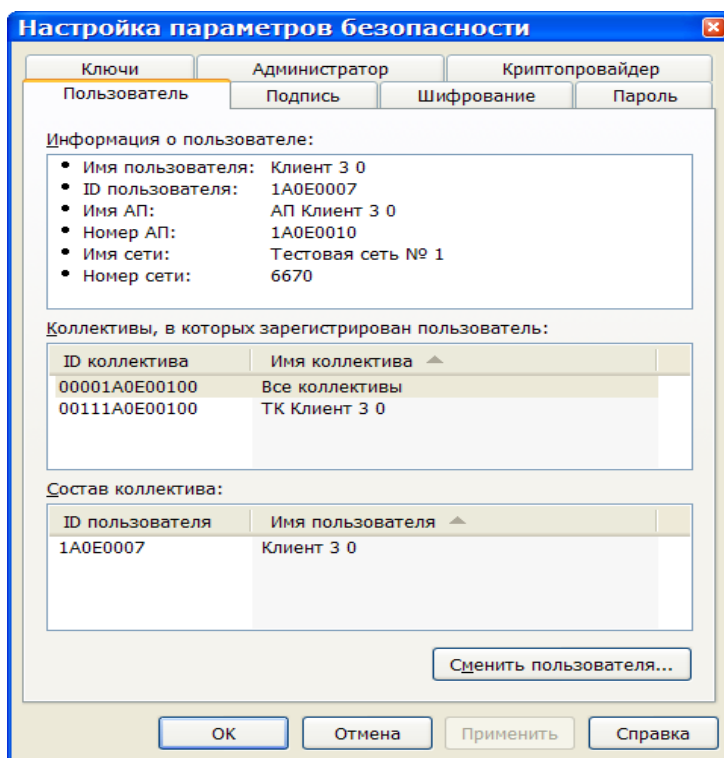 Настройка параметров безопасности
Ключи Администратор Криптопровайдер
Пользователь Подпись Шифрование Пароль
Информация о пользователе:
• Имя пользователя: Клиент 3 0
• ID пользователя: 1A0E0007
• Имя АП: АП Клиент 3 0
• Номер АП: 1A0E0010
• Имя сети: Тестовая сеть № 1
• Номер сети: 6670
Коллективы, в которых зарегистрирован пользователь:
ID коллектива Имя коллектива
00001A0E00100 Все коллективы
00111A0E00100 ТК Клиент 3 0
Состав коллектива:
ID пользователя Имя пользователя
1A0E0007 Клиент 3 0
Сменить пользователя...
OK Отмена Применить Справка